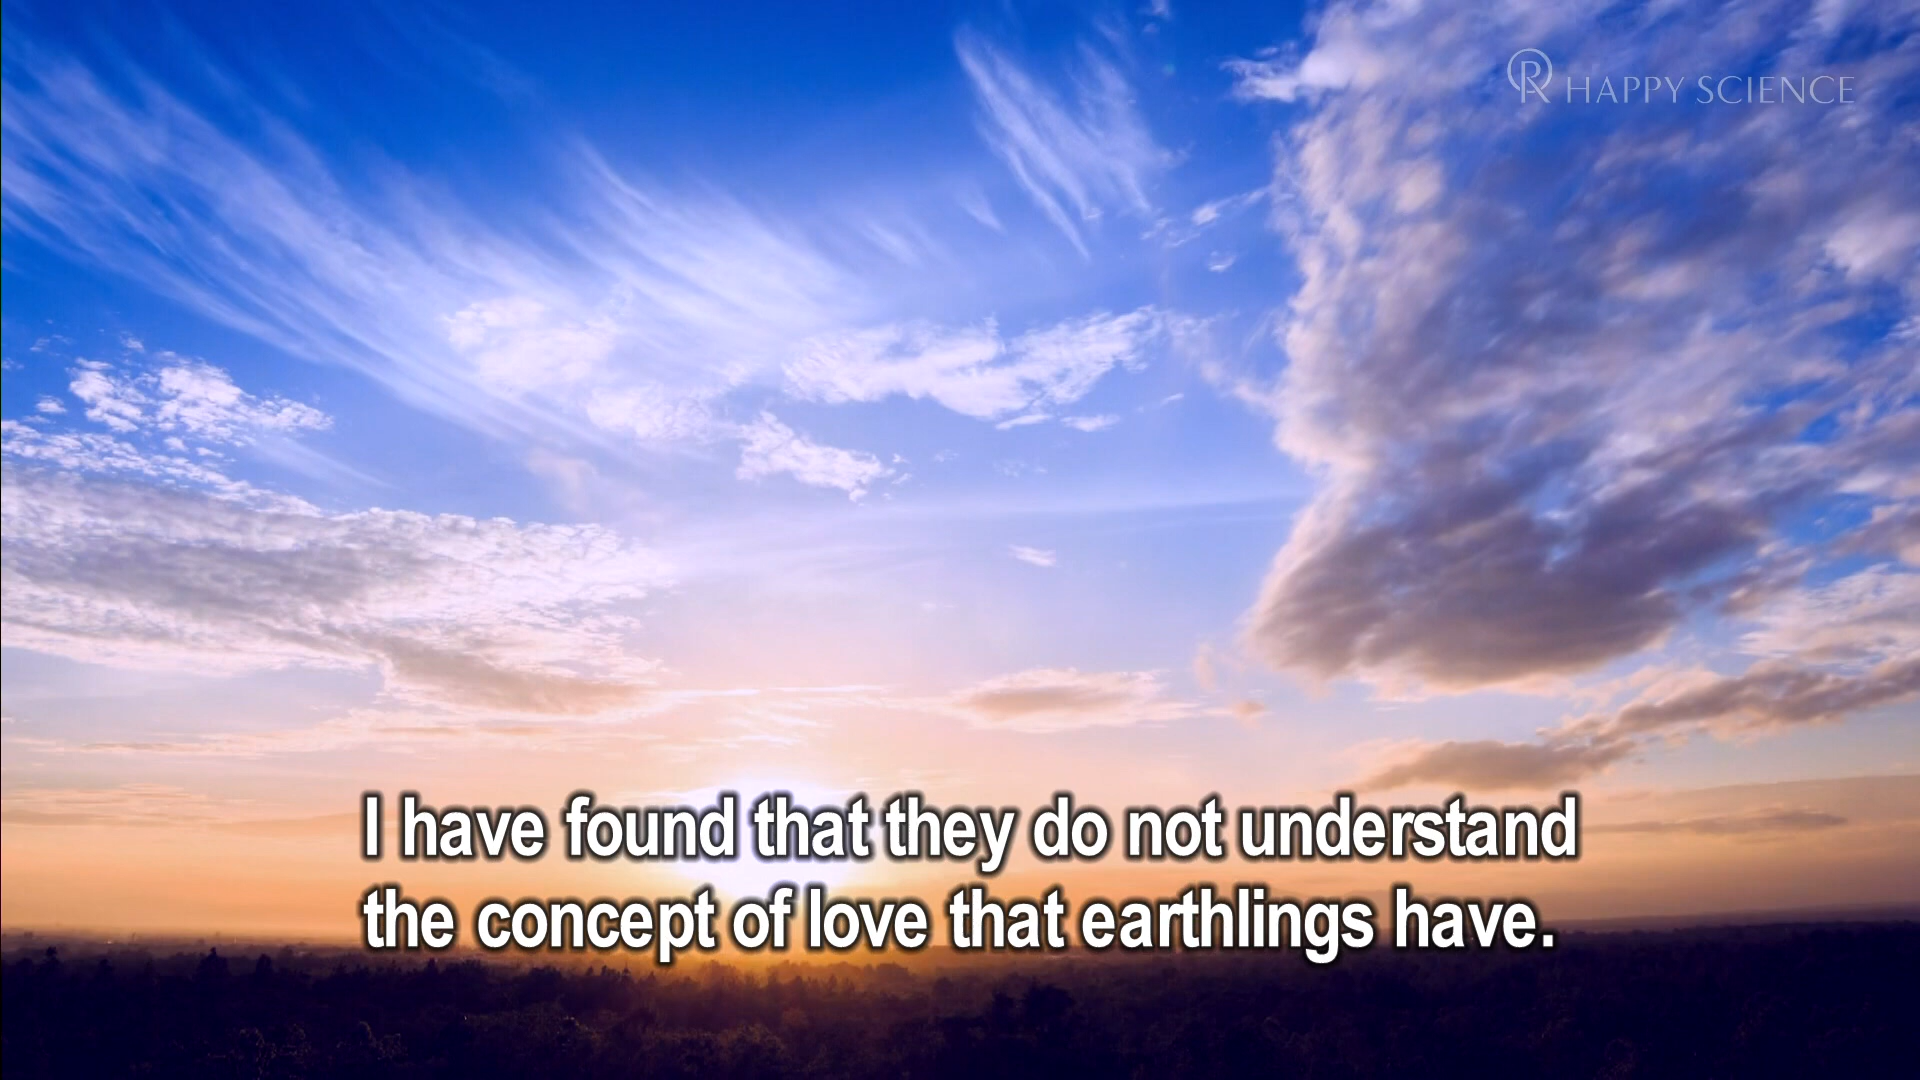 HAPPY SCIENCE
I have found that they do not understand
the concept of love that earthlings have.